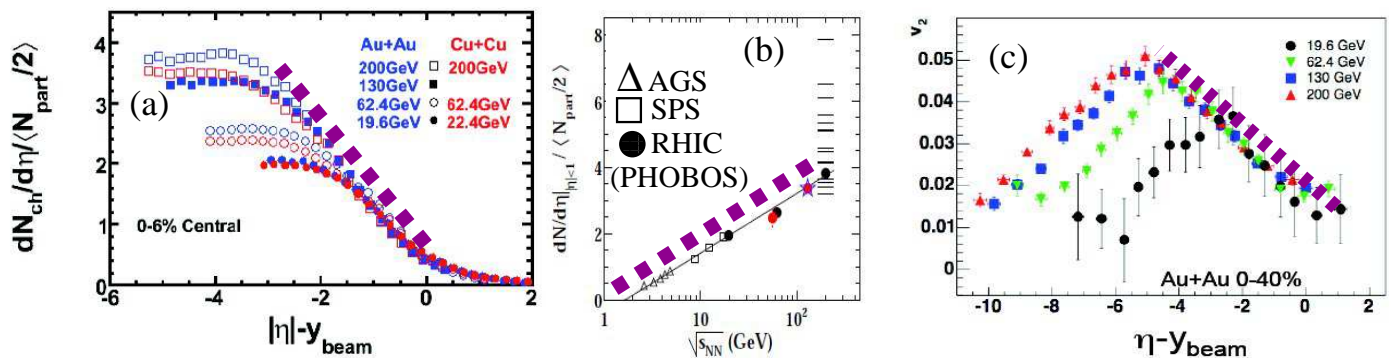 dN_ch/dη/⟨N_part/2⟩
4
3
2
1
0
Au+Au Cu+Cu
200GeV 200GeV
130GeV
62.4GeV 62.4GeV
19.6GeV 22.4GeV
(a)
0-6% Central
-4 -2 0 2
|η|-y_beam
dN/dη|_|η|<1 / ⟨N_part/2⟩
8
6
4
2
0
(b)
AGS
SPS
RHIC
(PHOBOS)
1 10 10²
√s_NN (GeV)
v₂
0.05
0.04
0.03
0.02
0.01
0
(c)
19.6 GeV
62.4 GeV
130 GeV
200 GeV
Au+Au 0-40%
-10 -8 -6 -4 -2 0 2
η-y_beam